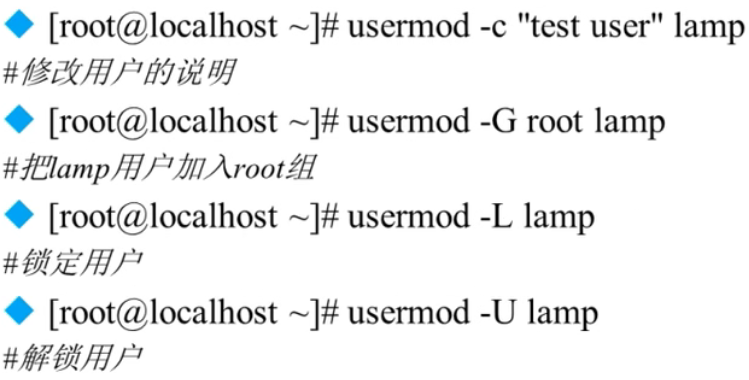 [root@localhost ~]# usermod -c "test user" lamp
#修改用户的说明
[root@localhost ~]# usermod -G root lamp
#把lamp用户加入root组
[root@localhost ~]# usermod -L lamp
#锁定用户
[root@localhost ~]# usermod -U lamp
#解锁用户